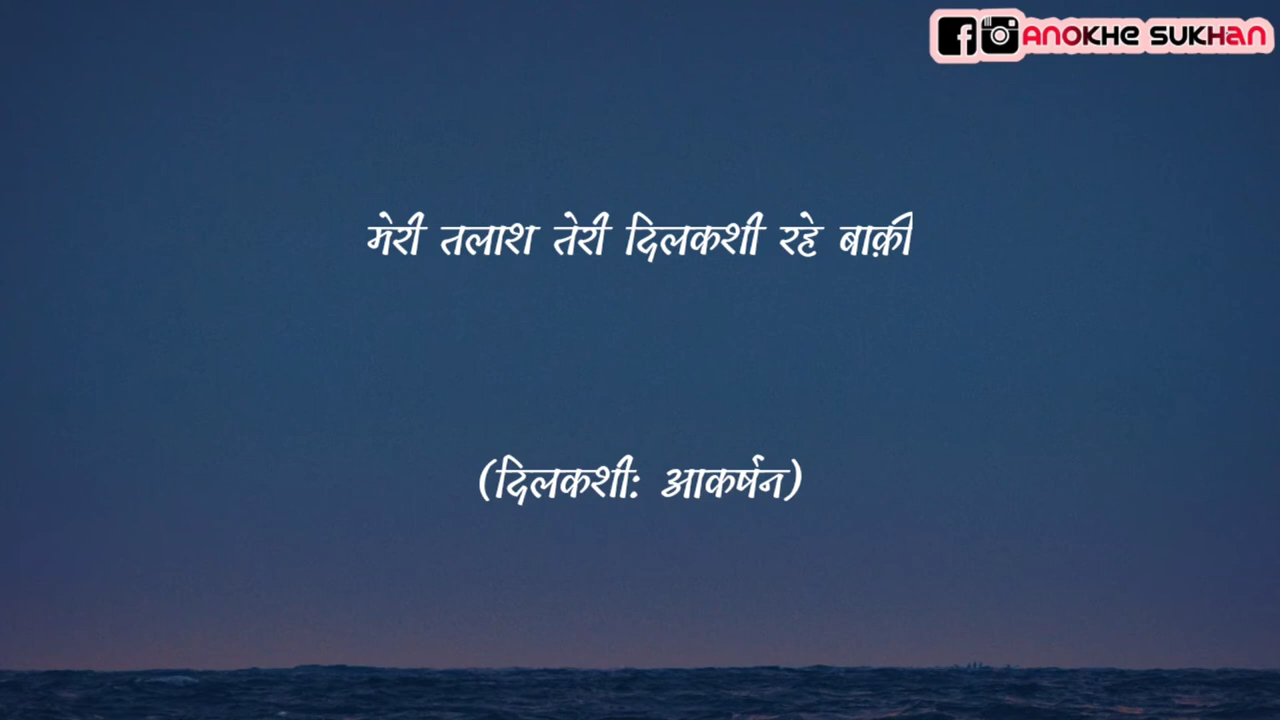 ANOKHE SUKHAN
मेरी तलाश तेरी दिलकशी रहे बाक़ी
(दिलकशी: आकर्षन)